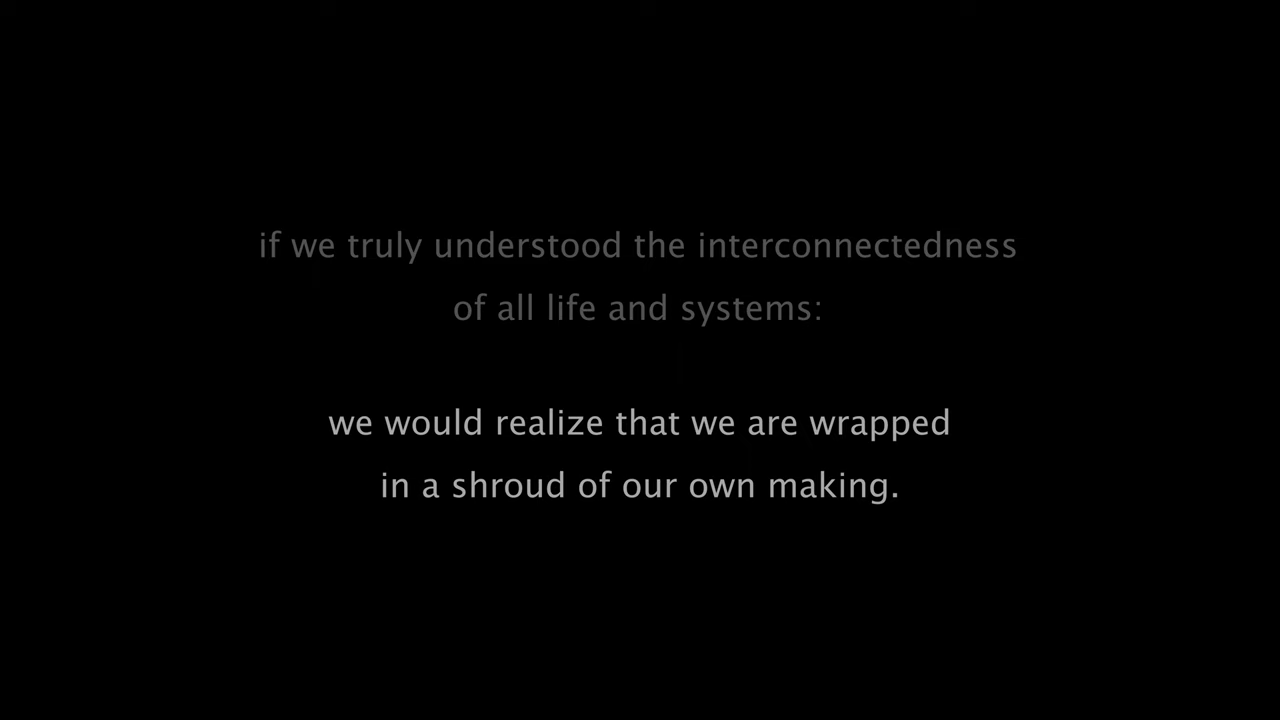 if we truly understood the interconnectedness
of all life and systems:
we would realize that we are wrapped
in a shroud of our own making.